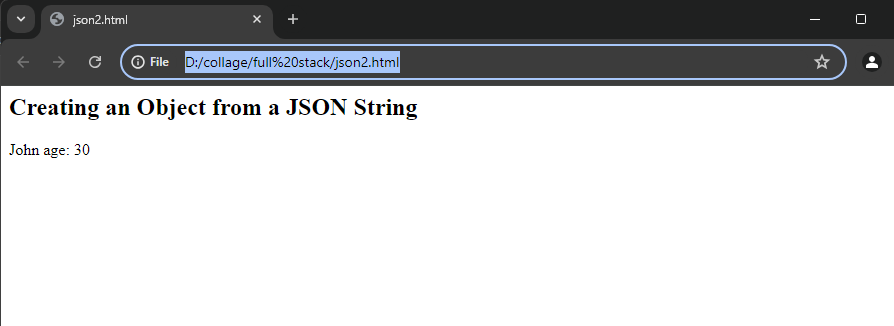 json2.html
File
D:/collage/full%20stack/json2.html
Creating an Object from a JSON String
John age: 30